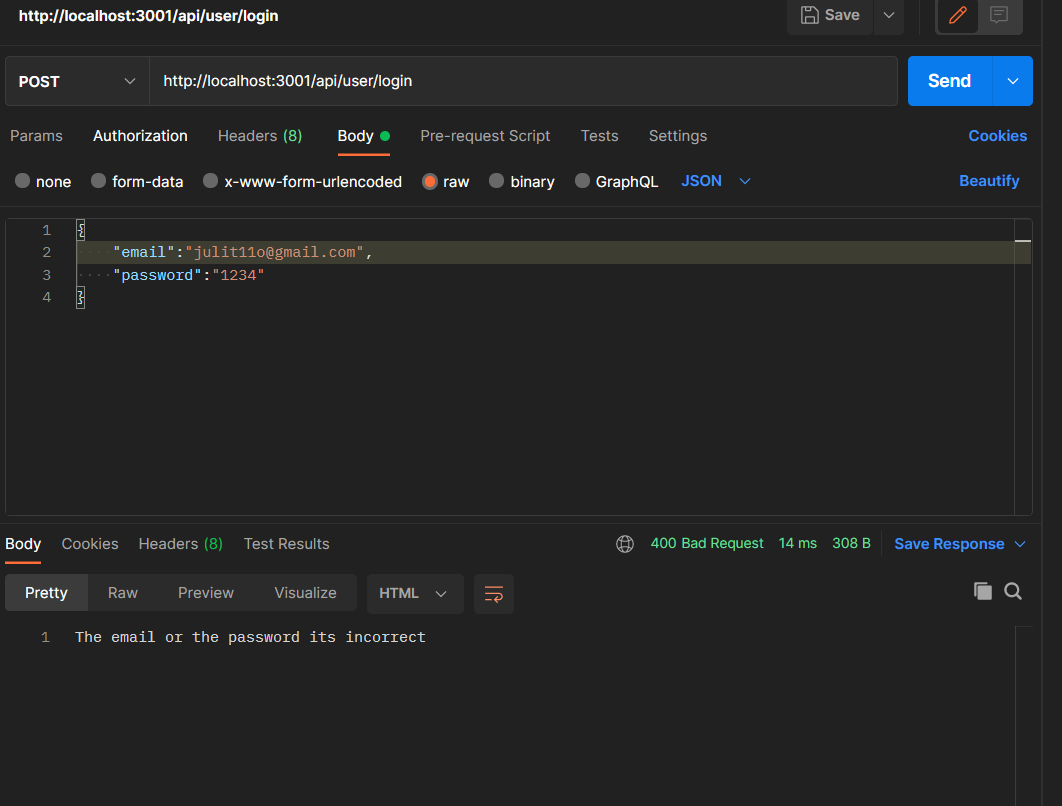 http://localhost:3001/api/user/login
Save
POST
http://localhost:3001/api/user/login
Send
Params Authorization Headers (8) Body Pre-request Script Tests Settings Cookies
none form-data x-www-form-urlencoded raw binary GraphQL JSON Beautify
1 {
2 ····"email":"julit11o@gmail.com",
3 ····"password":"1234"
4 }
Body Cookies Headers (8) Test Results 400 Bad Request 14 ms 308 B Save Response
Pretty Raw Preview Visualize HTML
1 The email or the password its incorrect